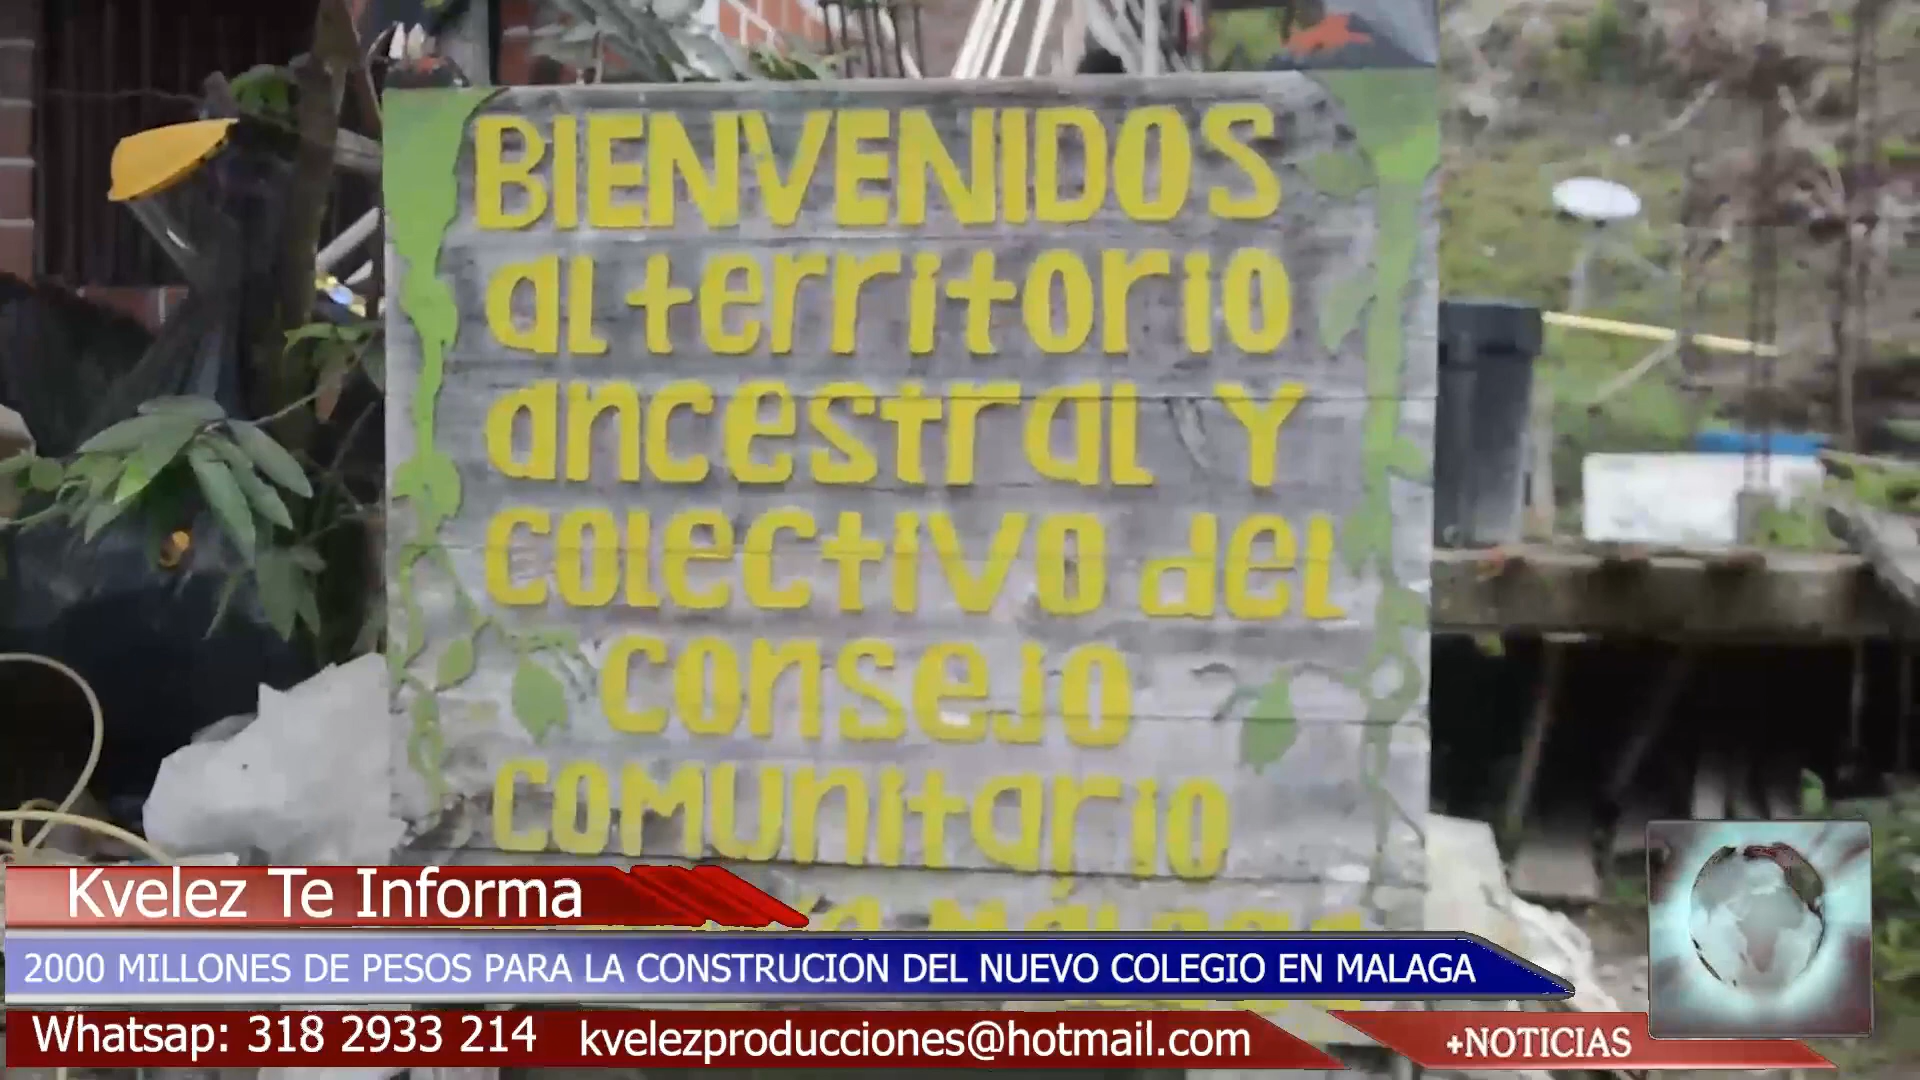 BIENVENIDOS
al territorio
ancestral Y
colectivo del
consejo
comunitario
Kvelez Te Informa
2000 MILLONES DE PESOS PARA LA CONSTRUCION DEL NUEVO COLEGIO EN MALAGA
Whatsap: 318 2933 214 kvelezproducciones@hotmail.com
+NOTICIAS